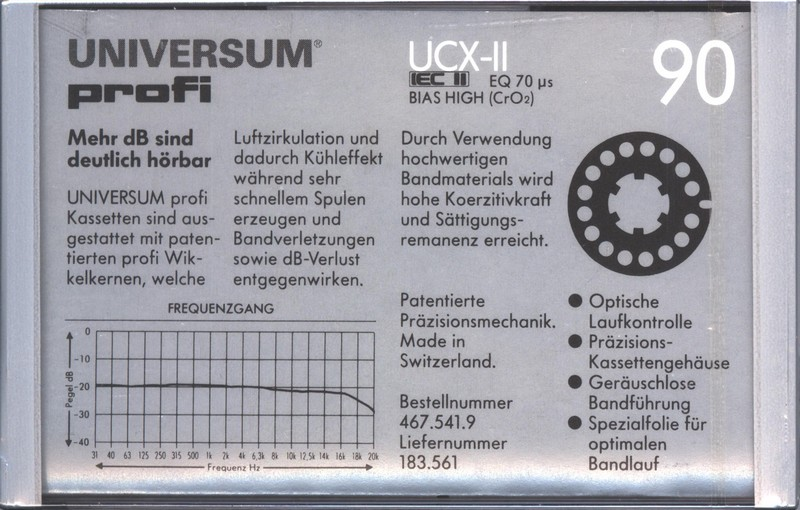 UNIVERSUM®
profi
UCX-II
IEC II EQ 70 µs
BIAS HIGH (CrO2)
90
Mehr dB sind
deutlich hörbar
UNIVERSUM profi
Kassetten sind aus-
gestattet mit paten-
tierten profi Wik-
kelkernen, welche
Luftzirkulation und
dadurch Kühleffekt
während sehr
schnellem Spulen
erzeugen und
Bandverletzungen
sowie dB-Verlust
entgegenwirken.
Durch Verwendung
hochwertigen
Bandmaterials wird
hohe Koerzitivkraft
und Sättigungs-
remanenz erreicht.
FREQUENZGANG
Pegel dB
0
-10
-20
-30
-40
31 40 63 125 250 315 500 1k 2k 4k 6,3k 8k 10k 12,5k 14k 16k 18k 20k
Frequenz Hz
Patentierte
Präzisionsmechanik.
Made in
Switzerland.
Bestellnummer
467.541.9
Liefernummer
183.561
● Optische
Laufkontrolle
● Präzisions-
Kassettengehäuse
● Geräuschlose
Bandführung
● Spezialfolie für
optimalen
Bandlauf